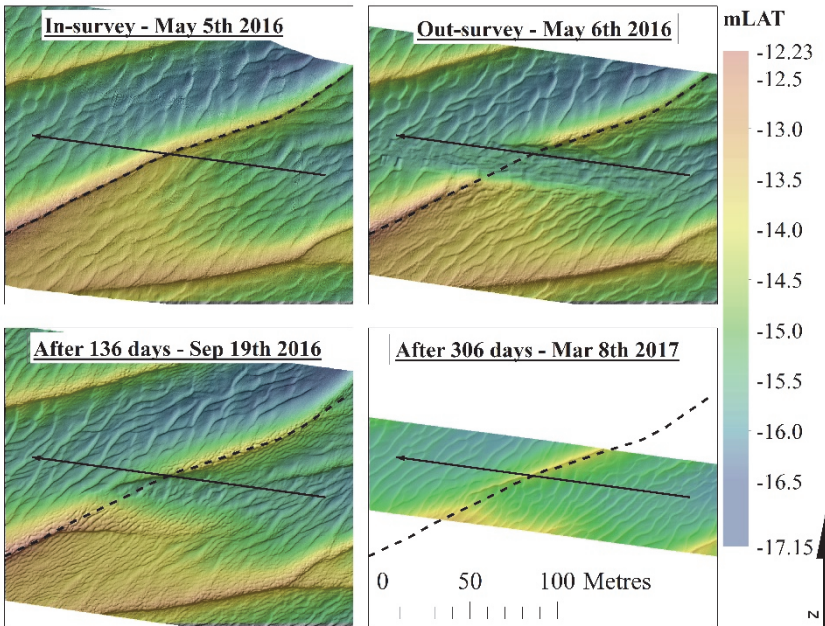 In-survey - May 5th 2016
Out-survey - May 6th 2016
mLAT
-12.23
-12.5
-13.0
-13.5
-14.0
-14.5
-15.0
-15.5
-16.0
-16.5
-17.15
After 136 days - Sep 19th 2016
After 306 days - Mar 8th 2017
0 50 100 Metres
N